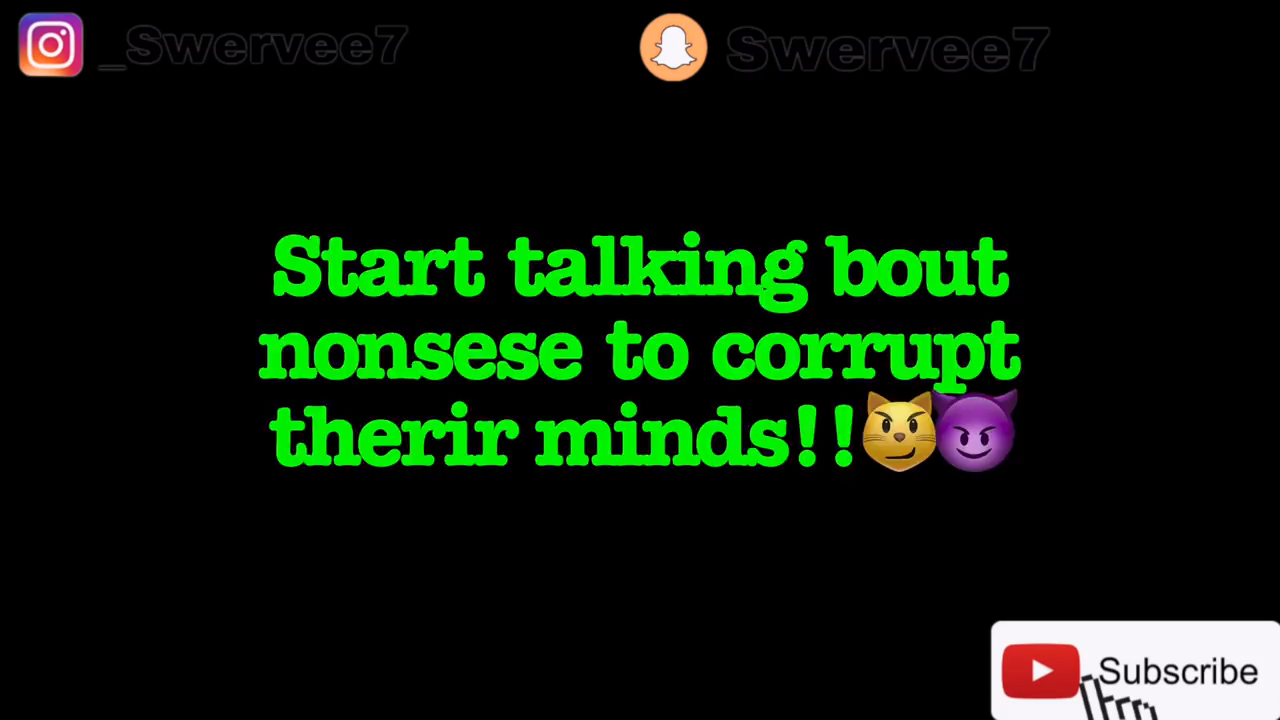 _Swervee7
Swervee7
Start talking bout
nonsese to corrupt
therir minds!!😼😈
Subscribe